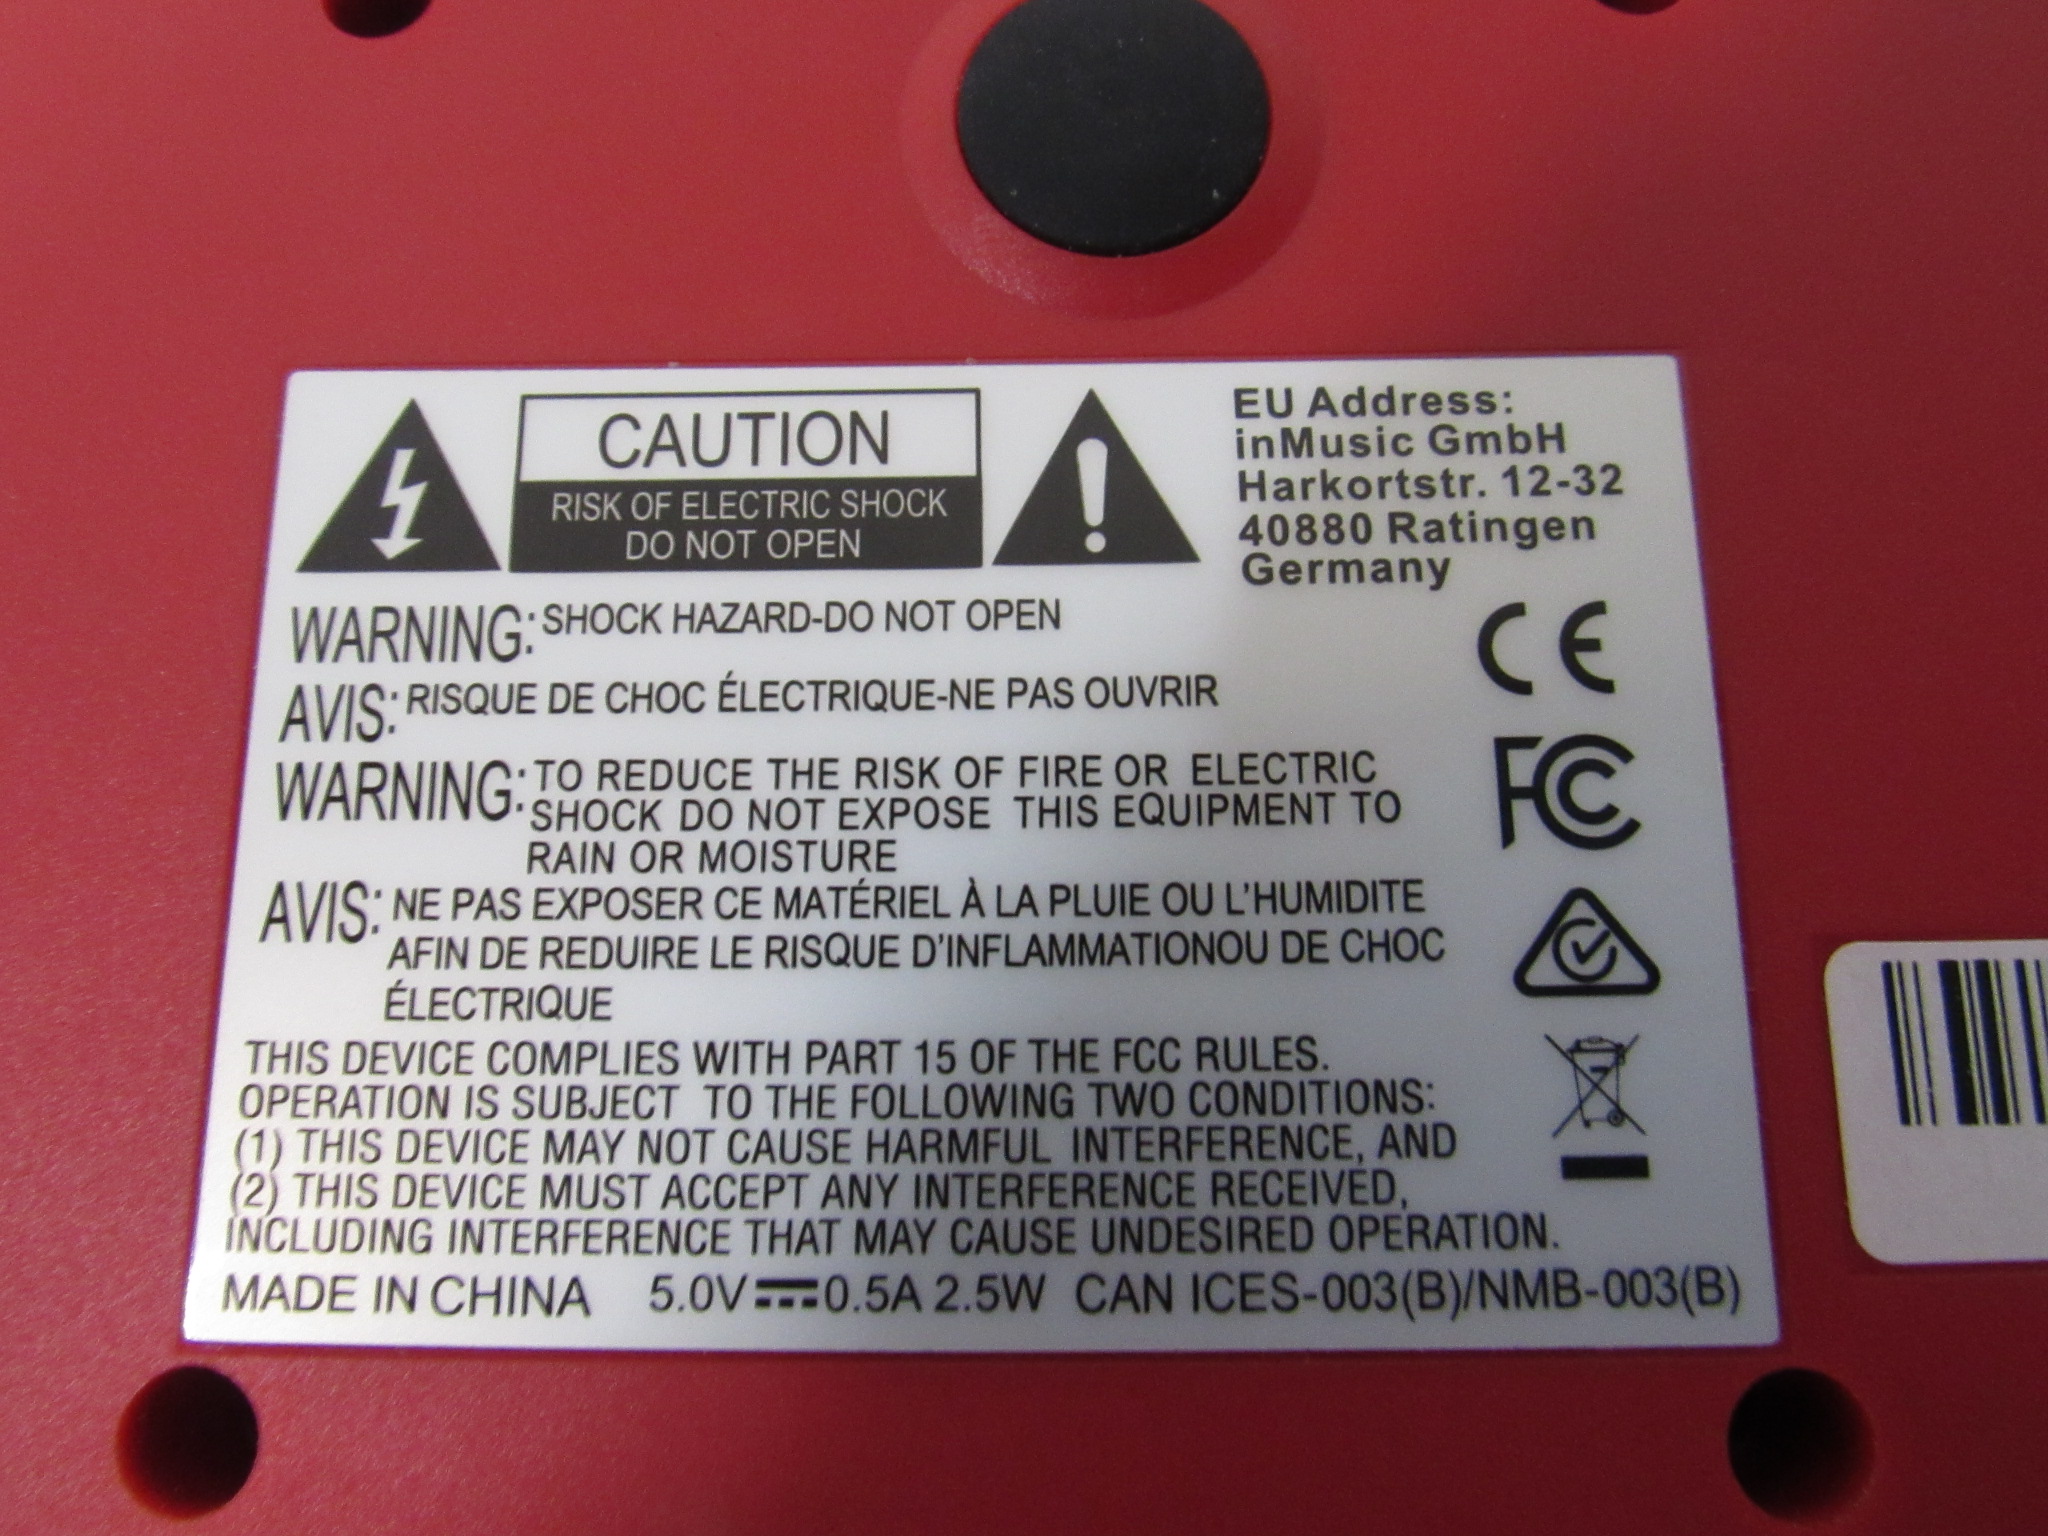 CAUTION
RISK OF ELECTRIC SHOCK
DO NOT OPEN
EU Address:
inMusic GmbH
Harkortstr. 12-32
40880 Ratingen
Germany
WARNING: SHOCK HAZARD-DO NOT OPEN
AVIS: RISQUE DE CHOC ÉLECTRIQUE-NE PAS OUVRIR
WARNING: TO REDUCE THE RISK OF FIRE OR ELECTRIC
SHOCK DO NOT EXPOSE THIS EQUIPMENT TO
RAIN OR MOISTURE
AVIS: NE PAS EXPOSER CE MATÉRIEL À LA PLUIE OU L'HUMIDITE
AFIN DE REDUIRE LE RISQUE D'INFLAMMATIONOU DE CHOC
ÉLECTRIQUE
THIS DEVICE COMPLIES WITH PART 15 OF THE FCC RULES.
OPERATION IS SUBJECT TO THE FOLLOWING TWO CONDITIONS:
(1) THIS DEVICE MAY NOT CAUSE HARMFUL INTERFERENCE, AND
(2) THIS DEVICE MUST ACCEPT ANY INTERFERENCE RECEIVED,
INCLUDING INTERFERENCE THAT MAY CAUSE UNDESIRED OPERATION.
MADE IN CHINA 5.0V⎓0.5A 2.5W CAN ICES-003(B)/NMB-003(B)
CE
FC